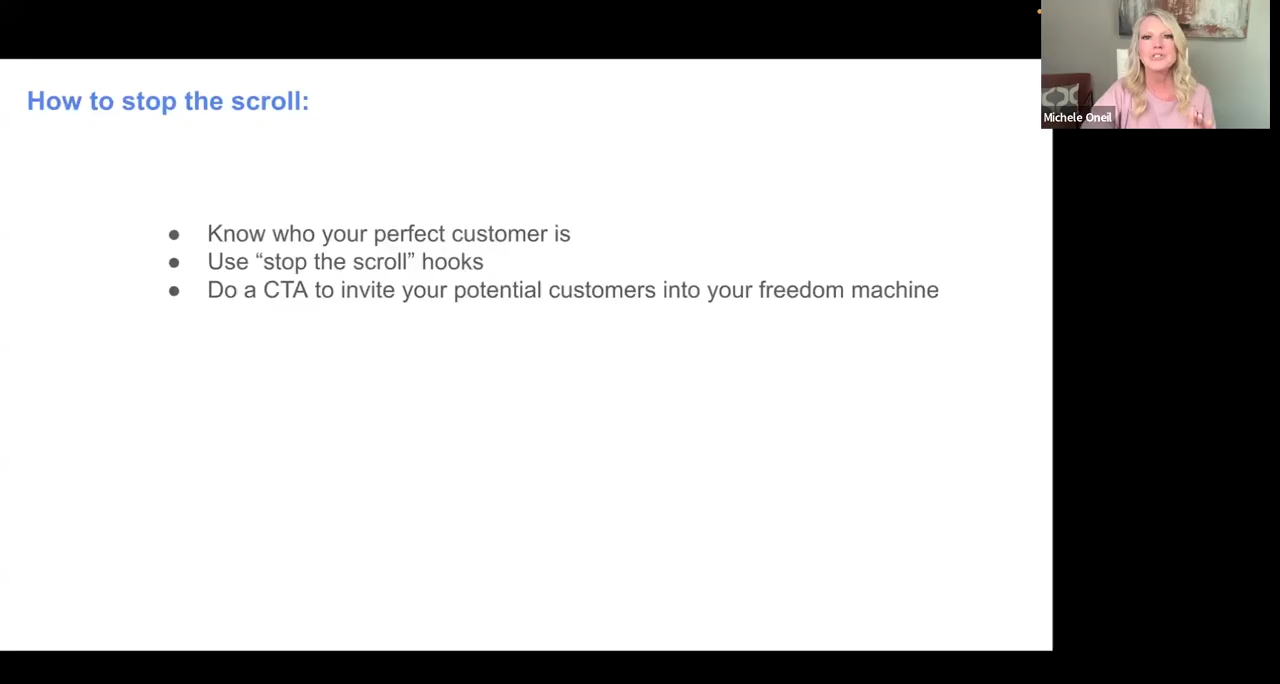 How to stop the scroll:
● Know who your perfect customer is
● Use “stop the scroll” hooks
● Do a CTA to invite your potential customers into your freedom machine
Michele Oneil